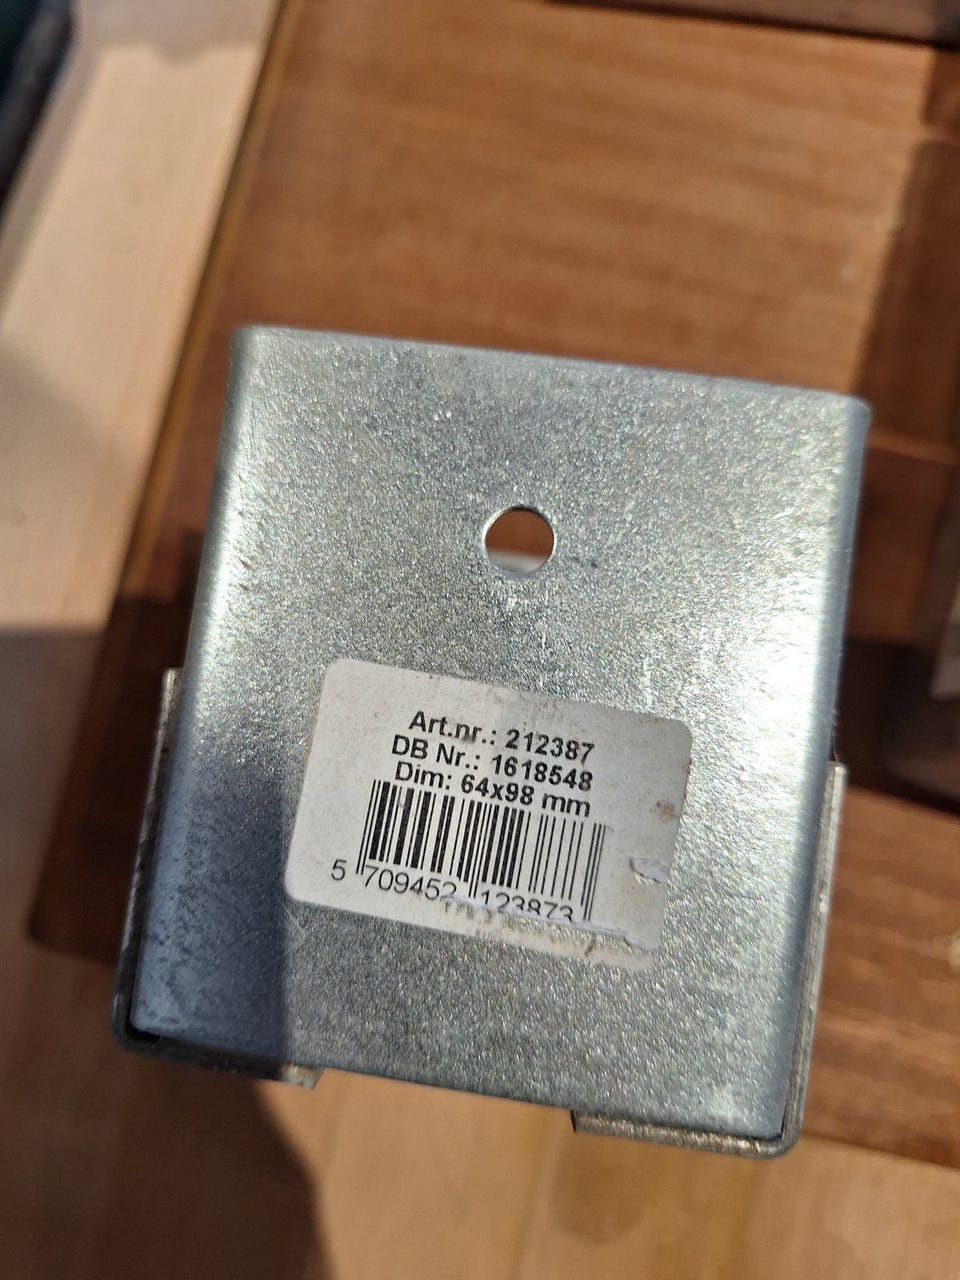 Art.nr.: 212387
DB Nr.: 1618548
Dim: 64x98 mm
5 709452 123873